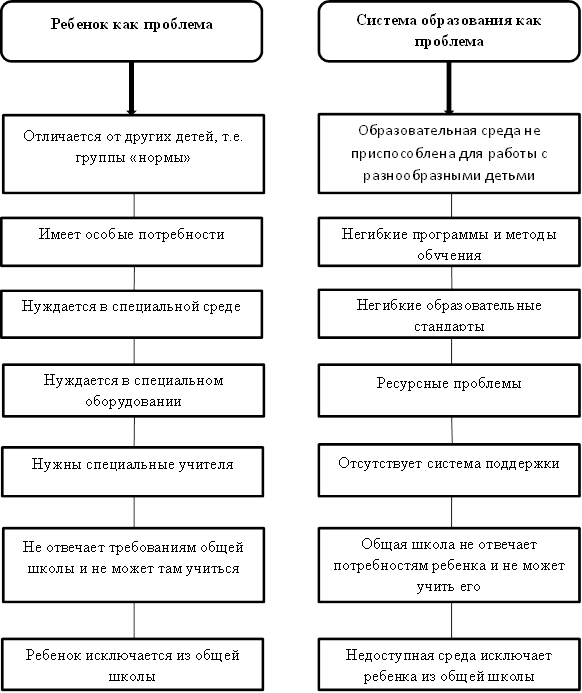 Ребенок как проблема
Отличается от других детей, т.е.
группы «нормы»
Имеет особые потребности
Нуждается в специальной среде
Нуждается в специальном
оборудовании
Нужны специальные учителя
Не отвечает требованиям общей
школы и не может там учиться
Ребенок исключается из общей
школы
Система образования как
проблема
Образовательная среда не
приспособлена для работы с
разнообразными детьми
Негибкие программы и методы
обучения
Негибкие образовательные
стандарты
Ресурсные проблемы
Отсутствует система поддержки
Общая школа не отвечает
потребностям ребенка и не может
учить его
Недоступная среда исключает
ребенка из общей школы